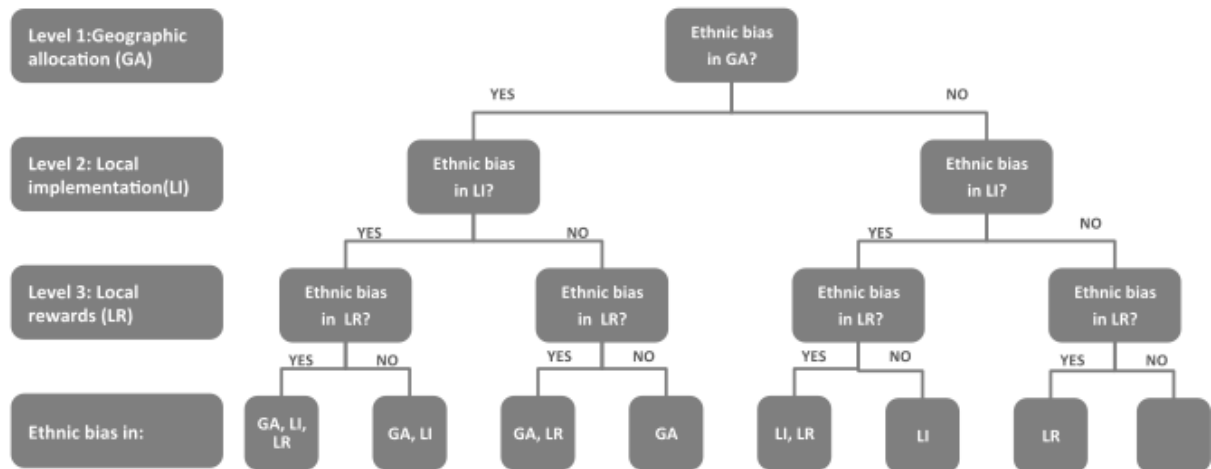 Level 1:Geographic
allocation (GA)
Ethnic bias
in GA?
YES
NO
Level 2: Local
implementation(LI)
Ethnic bias
in LI?
Ethnic bias
in LI?
YES
NO
YES
NO
Level 3: Local
rewards (LR)
Ethnic bias
in LR?
Ethnic bias
in LR?
Ethnic bias
in LR?
Ethnic bias
in LR?
YES
NO
YES
NO
YES
NO
YES
NO
Ethnic bias in:
GA, LI,
LR
GA, LI
GA, LR
GA
LI, LR
LI
LR